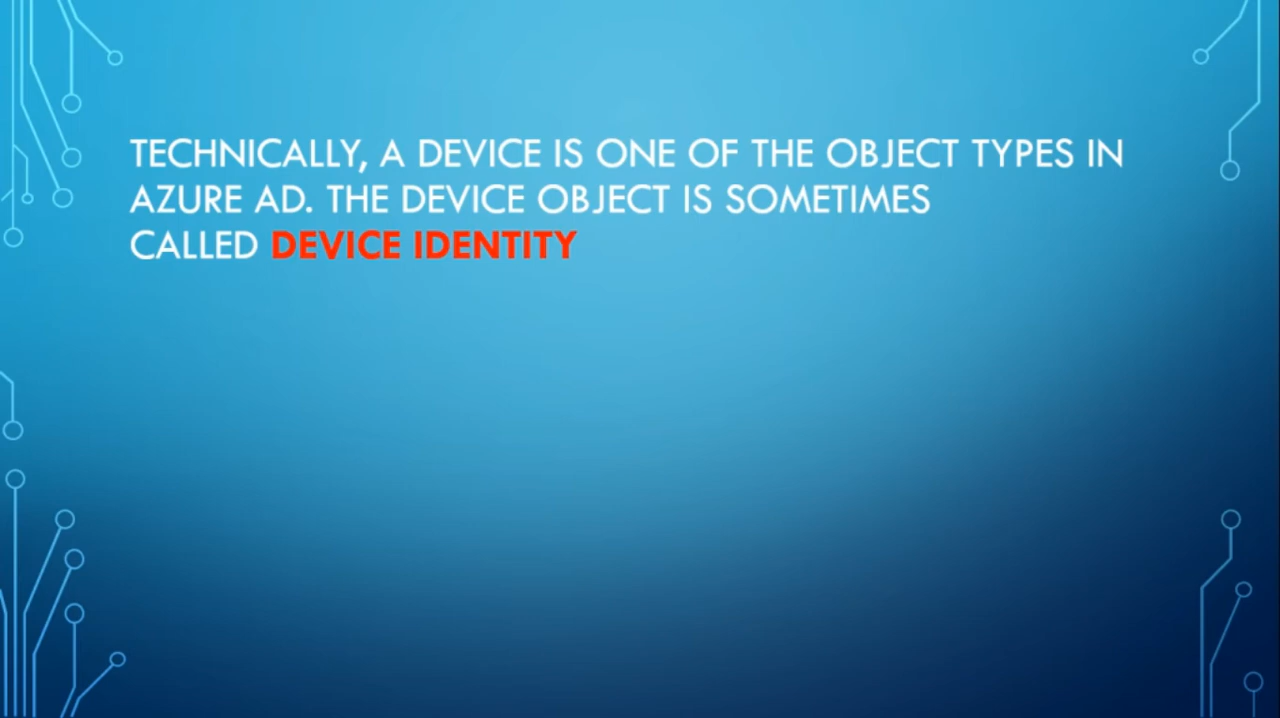 TECHNICALLY, A DEVICE IS ONE OF THE OBJECT TYPES IN
AZURE AD. THE DEVICE OBJECT IS SOMETIMES
CALLED DEVICE IDENTITY